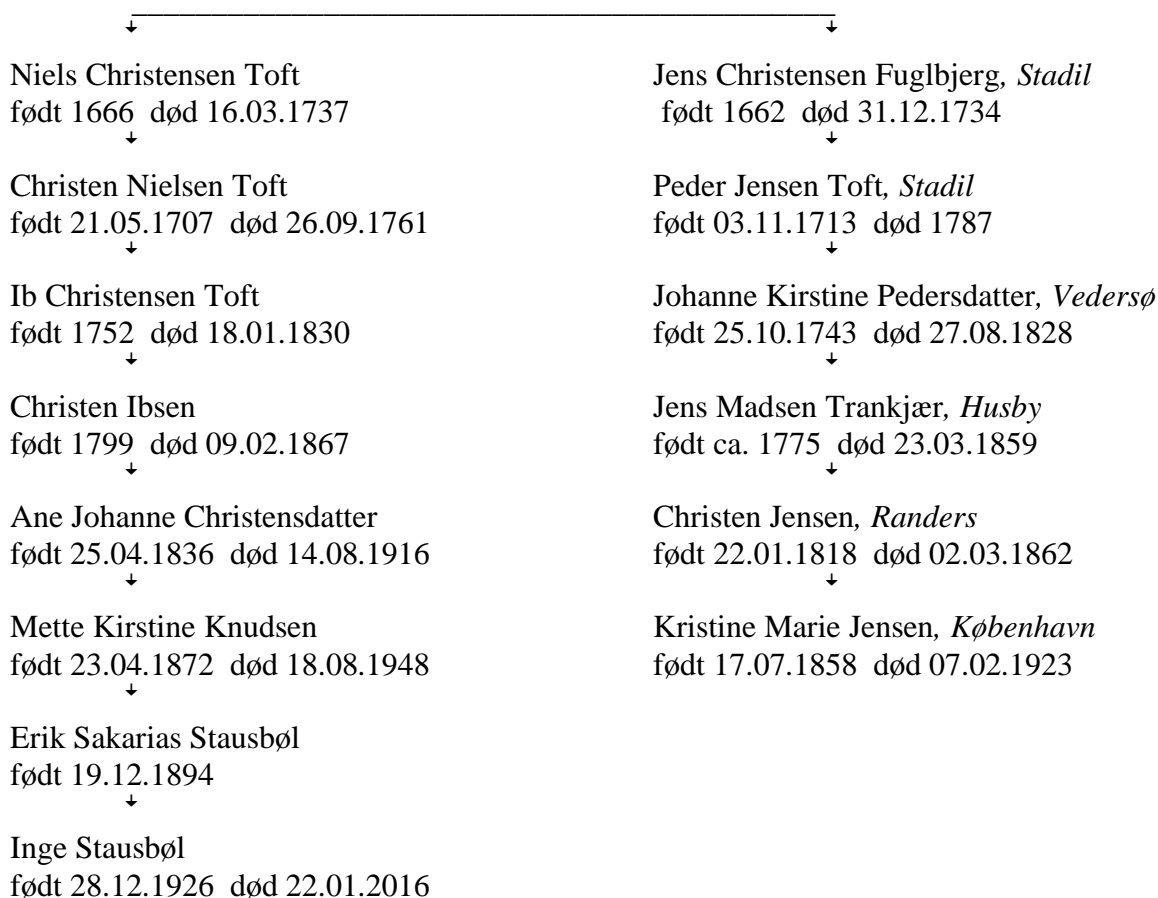 Niels Christensen Toft
født 1666 død 16.03.1737
Christen Nielsen Toft
født 21.05.1707 død 26.09.1761
Ib Christensen Toft
født 1752 død 18.01.1830
Christen Ibsen
født 1799 død 09.02.1867
Ane Johanne Christensdatter
født 25.04.1836 død 14.08.1916
Mette Kirstine Knudsen
født 23.04.1872 død 18.08.1948
Erik Sakarias Stausbøl
født 19.12.1894
Inge Stausbøl
født 28.12.1926 død 22.01.2016
Jens Christensen Fuglbjerg, Stadil
født 1662 død 31.12.1734
Peder Jensen Toft, Stadil
født 03.11.1713 død 1787
Johanne Kirstine Pedersdatter, Vedersø
født 25.10.1743 død 27.08.1828
Jens Madsen Trankjær, Husby
født ca. 1775 død 23.03.1859
Christen Jensen, Randers
født 22.01.1818 død 02.03.1862
Kristine Marie Jensen, København
født 17.07.1858 død 07.02.1923